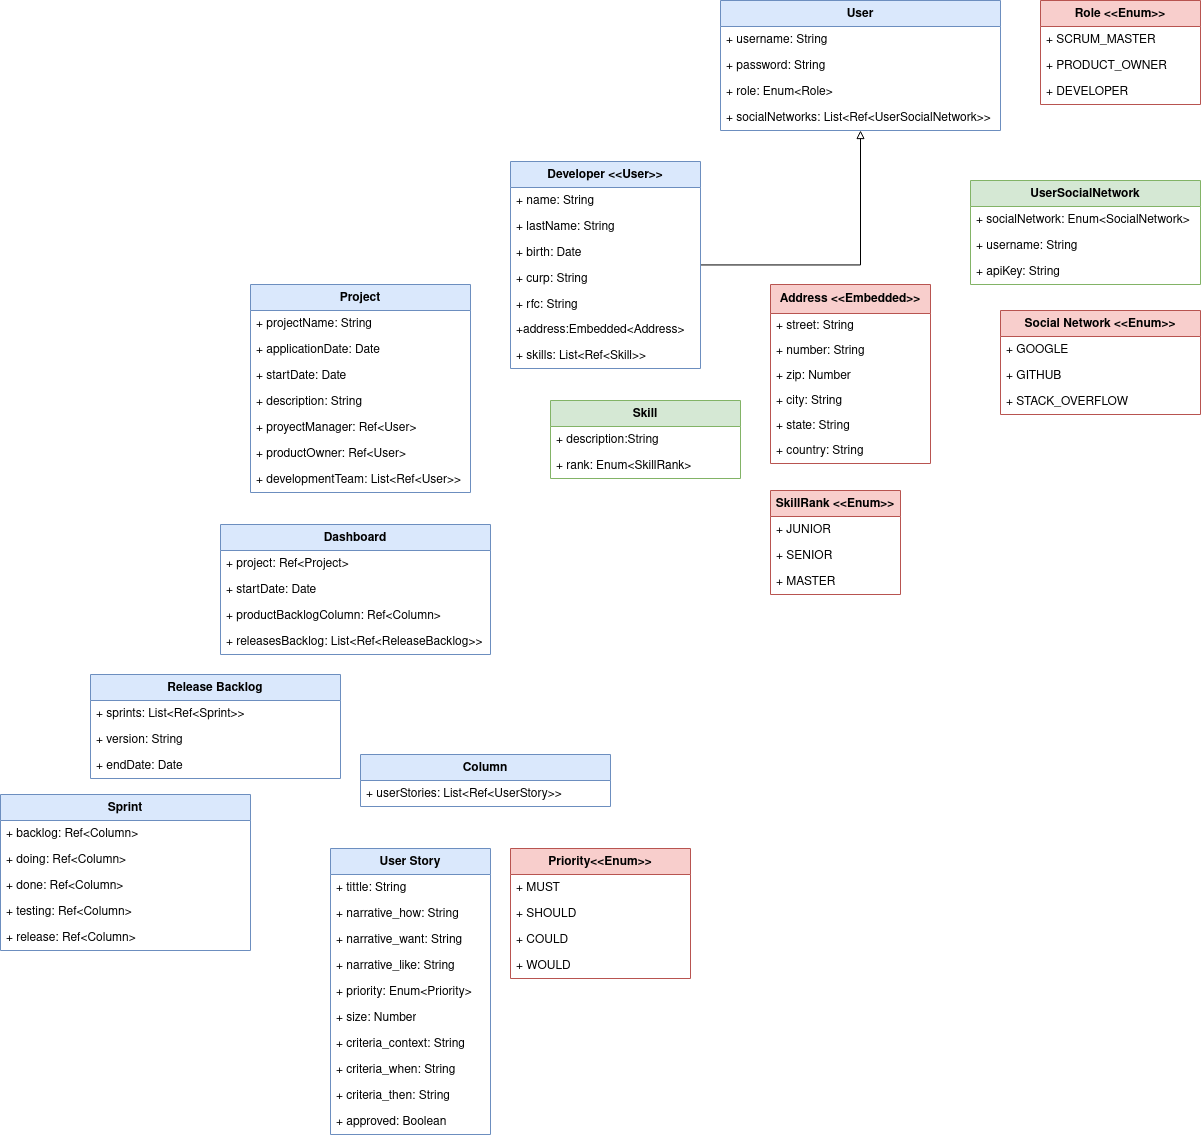 User
+ username: String
+ password: String
+ role: Enum<Role>
+ socialNetworks: List<Ref<UserSocialNetwork>>
Role <<Enum>>
+ SCRUM_MASTER
+ PRODUCT_OWNER
+ DEVELOPER
Developer <<User>>
+ name: String
+ lastName: String
+ birth: Date
+ curp: String
+ rfc: String
+address:Embedded<Address>
+ skills: List<Ref<Skill>>
UserSocialNetwork
+ socialNetwork: Enum<SocialNetwork>
+ username: String
+ apiKey: String
Project
+ projectName: String
+ applicationDate: Date
+ startDate: Date
+ description: String
+ proyectManager: Ref<User>
+ productOwner: Ref<User>
+ developmentTeam: List<Ref<User>>
Address <<Embedded>>
+ street: String
+ number: String
+ zip: Number
+ city: String
+ state: String
+ country: String
Social Network <<Enum>>
+ GOOGLE
+ GITHUB
+ STACK_OVERFLOW
Skill
+ description:String
+ rank: Enum<SkillRank>
SkillRank <<Enum>>
+ JUNIOR
+ SENIOR
+ MASTER
Dashboard
+ project: Ref<Project>
+ startDate: Date
+ productBacklogColumn: Ref<Column>
+ releasesBacklog: List<Ref<ReleaseBacklog>>
Release Backlog
+ sprints: List<Ref<Sprint>>
+ version: String
+ endDate: Date
Column
+ userStories: List<Ref<UserStory>>
Sprint
+ backlog: Ref<Column>
+ doing: Ref<Column>
+ done: Ref<Column>
+ testing: Ref<Column>
+ release: Ref<Column>
User Story
+ tittle: String
+ narrative_how: String
+ narrative_want: String
+ narrative_like: String
+ priority: Enum<Priority>
+ size: Number
+ criteria_context: String
+ criteria_when: String
+ criteria_then: String
+ approved: Boolean
Priority<<Enum>>
+ MUST
+ SHOULD
+ COULD
+ WOULD